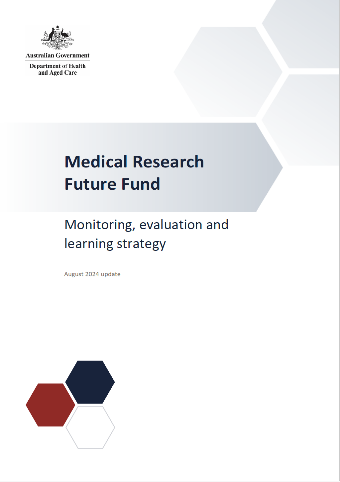 Australian Government
Department of Health
and Aged Care
Medical Research
Future Fund
Monitoring, evaluation and
learning strategy
August 2024 update